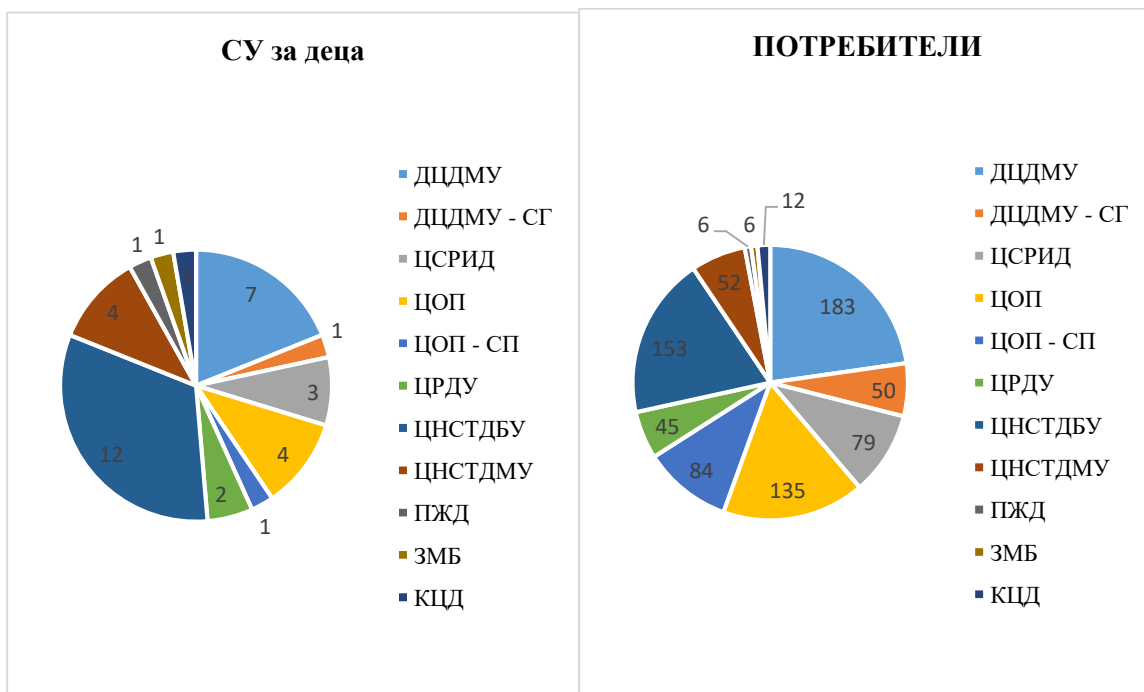 СУ за деца
ДЦДМУ
ДЦДМУ - СГ
ЦСРИД
ЦОП
ЦОП - СП
ЦРДУ
ЦНСТДБУ
ЦНСТДМУ
ПЖД
ЗМБ
КЦД
7
1
3
4
1
2
12
4
1
1
ПОТРЕБИТЕЛИ
ДЦДМУ
ДЦДМУ - СГ
ЦСРИД
ЦОП
ЦОП - СП
ЦРДУ
ЦНСТДБУ
ЦНСТДМУ
ПЖД
ЗМБ
КЦД
183
50
79
135
84
45
153
52
6
6
12